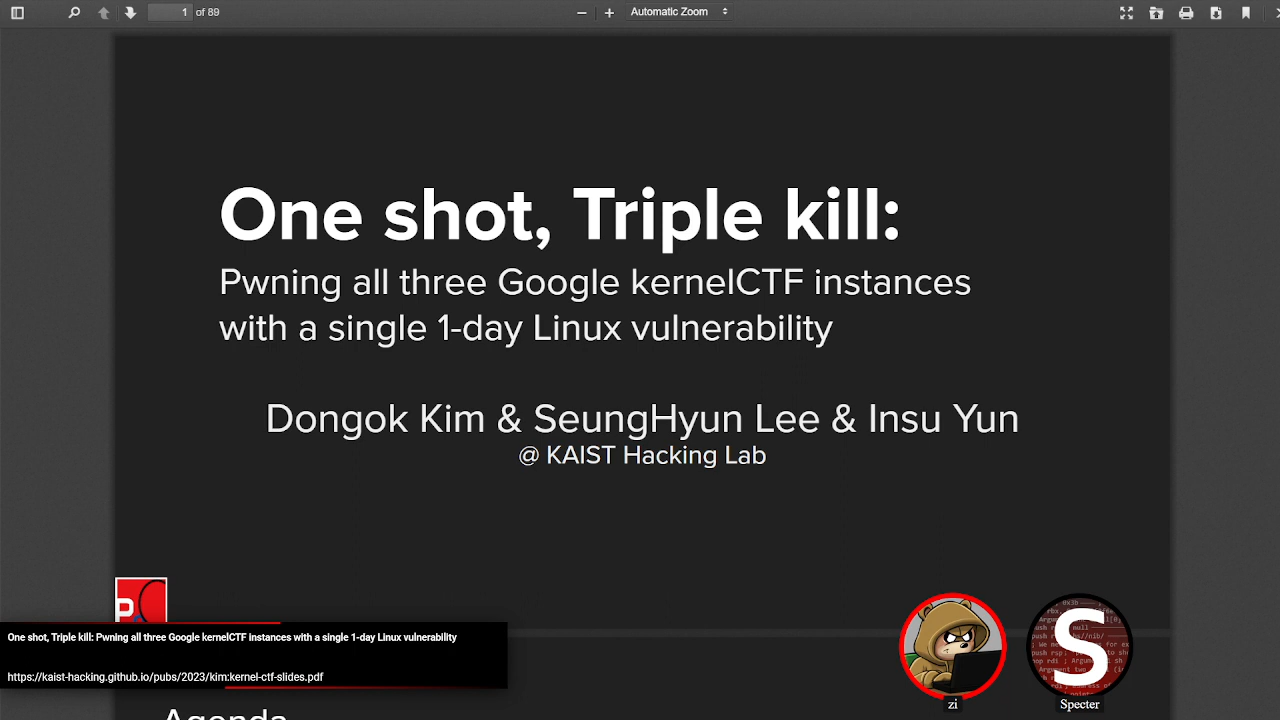 1 of 89
Automatic Zoom
One shot, Triple kill:
Pwning all three Google kernelCTF instances
with a single 1-day Linux vulnerability
Dongok Kim & SeungHyun Lee & Insu Yun
@ KAIST Hacking Lab
P
One shot, Triple kill: Pwning all three Google kernelCTF instances with a single 1-day Linux vulnerability
https://kaist-hacking.github.io/pubs/2023/kim:kernel-ctf-slides.pdf
Agenda
S
zi
Specter